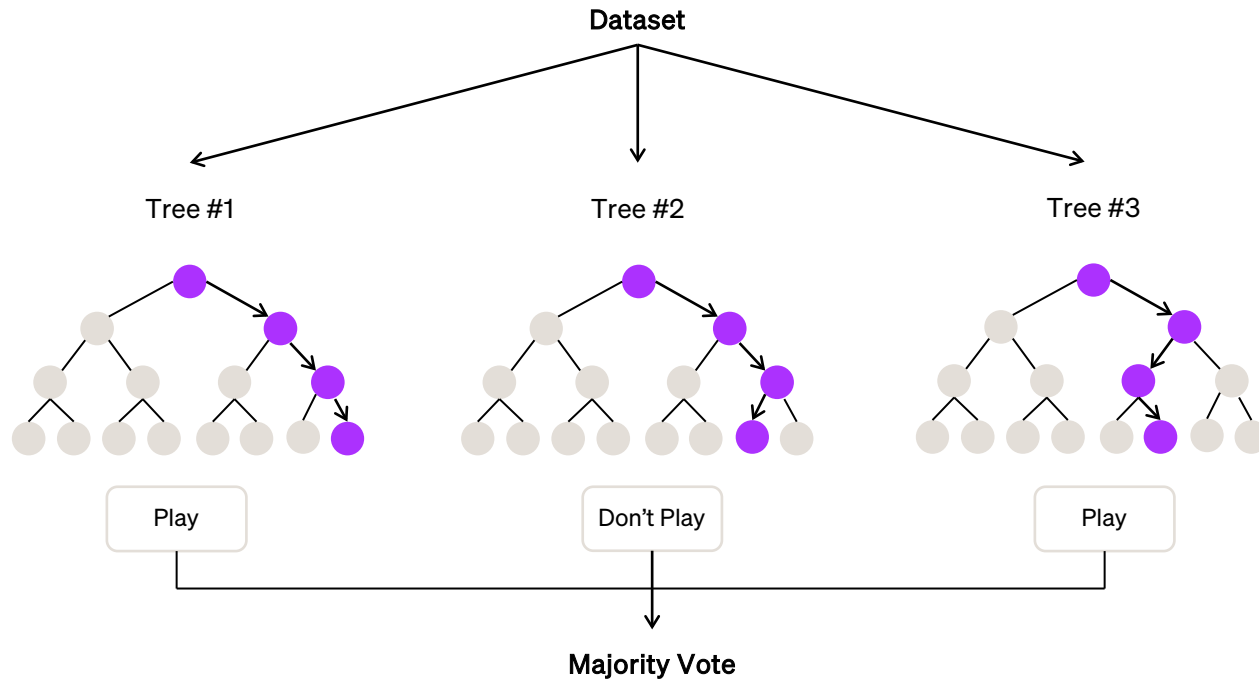 Dataset
Tree #1
Tree #2
Tree #3
Play
Don’t Play
Play
Majority Vote